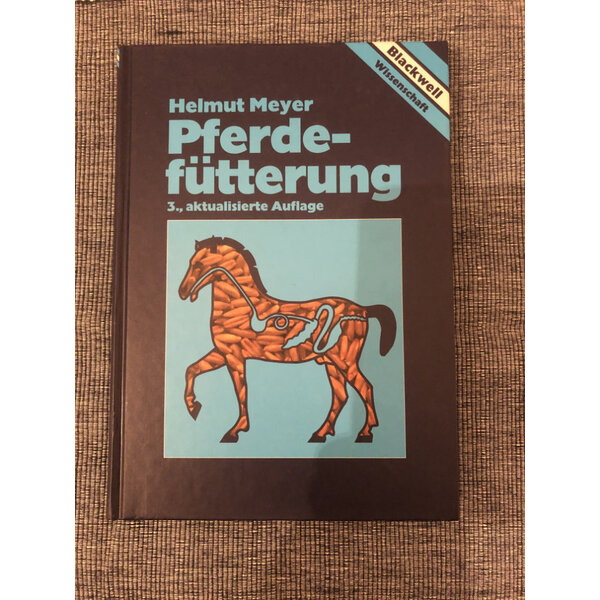 Blackwell
Wissenschaft
Helmut Meyer
Pferde-
fütterung
3., aktualisierte Auflage